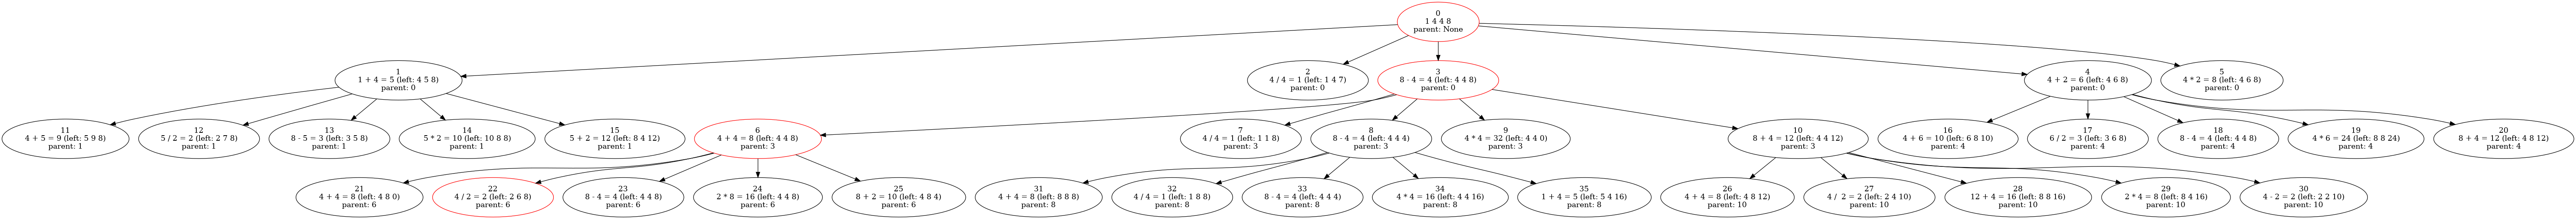 0
1 4 4 8
parent: None
1
1 + 4 = 5 (left: 4 5 8)
parent: 0
2
4 / 4 = 1 (left: 1 4 7)
parent: 0
3
8 - 4 = 4 (left: 4 4 8)
parent: 0
4
4 + 2 = 6 (left: 4 6 8)
parent: 0
5
4 * 2 = 8 (left: 4 6 8)
parent: 0
11
4 + 5 = 9 (left: 5 9 8)
parent: 1
12
5 / 2 = 2 (left: 2 7 8)
parent: 1
13
8 - 5 = 3 (left: 3 5 8)
parent: 1
14
5 * 2 = 10 (left: 10 8 8)
parent: 1
15
5 + 2 = 12 (left: 8 4 12)
parent: 1
6
4 + 4 = 8 (left: 4 4 8)
parent: 3
7
4 / 4 = 1 (left: 1 1 8)
parent: 3
8
8 - 4 = 4 (left: 4 4 4)
parent: 3
9
4 * 4 = 32 (left: 4 4 0)
parent: 3
10
8 + 4 = 12 (left: 4 4 12)
parent: 3
16
4 + 6 = 10 (left: 6 8 10)
parent: 4
17
6 / 2 = 3 (left: 3 6 8)
parent: 4
18
8 - 4 = 4 (left: 4 4 8)
parent: 4
19
4 * 6 = 24 (left: 8 8 24)
parent: 4
20
8 + 4 = 12 (left: 4 8 12)
parent: 4
21
4 + 4 = 8 (left: 4 8 0)
parent: 6
22
4 / 2 = 2 (left: 2 6 8)
parent: 6
23
8 - 4 = 4 (left: 4 4 8)
parent: 6
24
2 * 8 = 16 (left: 4 4 8)
parent: 6
25
8 + 2 = 10 (left: 4 8 4)
parent: 6
31
4 + 4 = 8 (left: 8 8 8)
parent: 8
32
4 / 4 = 1 (left: 1 8 8)
parent: 8
33
8 - 4 = 4 (left: 4 4 4)
parent: 8
34
4 * 4 = 16 (left: 4 4 16)
parent: 8
35
1 + 4 = 5 (left: 5 4 16)
parent: 8
26
4 + 4 = 8 (left: 4 8 12)
parent: 10
27
4 / 2 = 2 (left: 2 4 10)
parent: 10
28
12 + 4 = 16 (left: 8 8 16)
parent: 10
29
2 * 4 = 8 (left: 8 4 16)
parent: 10
30
4 - 2 = 2 (left: 2 2 10)
parent: 10